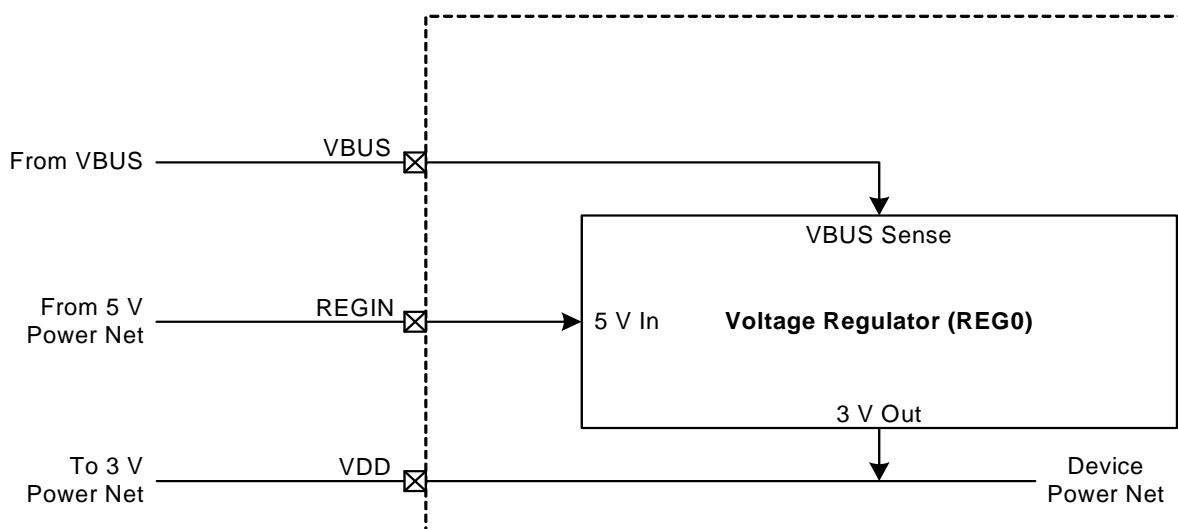 From VBUS
VBUS
VBUS Sense
From 5 V
Power Net
REGIN
5 V In
Voltage Regulator (REG0)
3 V Out
To 3 V
Power Net
VDD
Device
Power Net